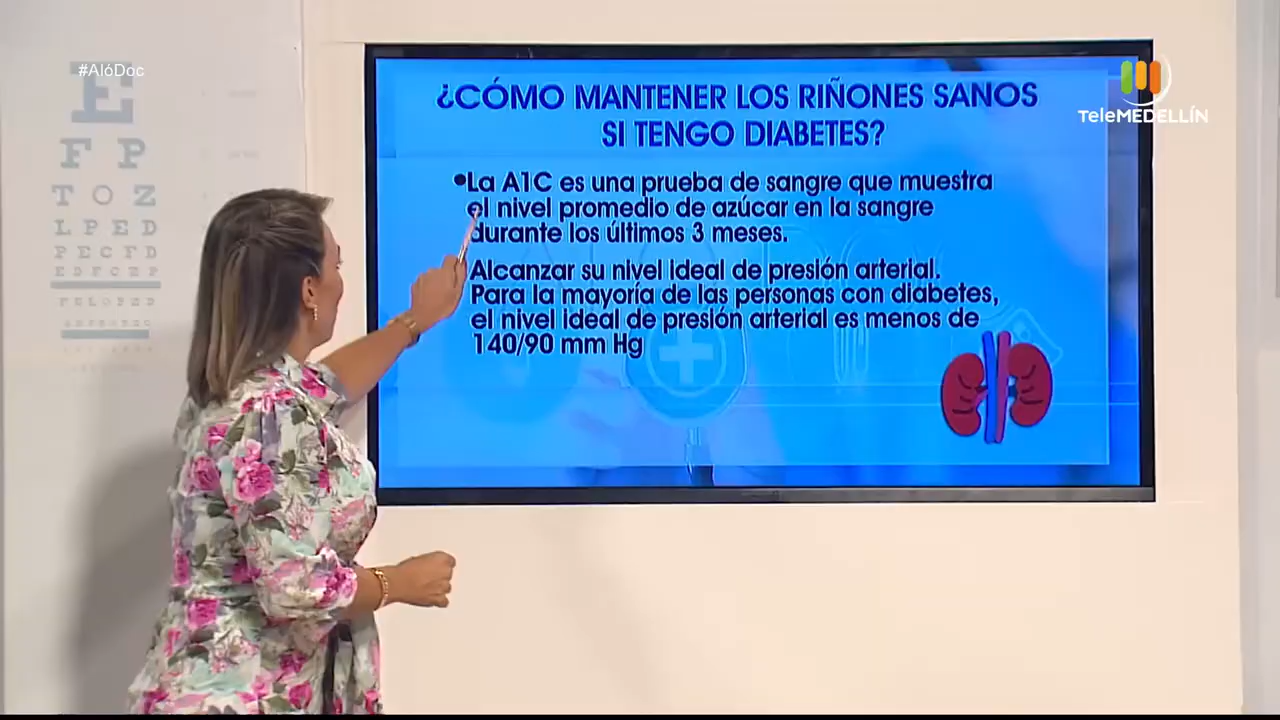 #AlóDoc
E
F P
T O Z
L P E D
P E C F D
E D F C Z P
F E L O P Z D
TeleMEDELLÍN
¿CÓMO MANTENER LOS RIÑONES SANOS
SI TENGO DIABETES?
•La A1C es una prueba de sangre que muestra
el nivel promedio de azúcar en la sangre
durante los últimos 3 meses.
Alcanzar su nivel ideal de presión arterial.
Para la mayoría de las personas con diabetes,
el nivel ideal de presión arterial es menos de
140/90 mm Hg